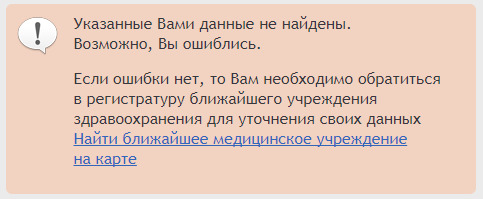 Указанные Вами данные не найдены.
Возможно, Вы ошиблись.
Если ошибки нет, то Вам необходимо обратиться
в регистратуру ближайшего учреждения
здравоохранения для уточнения своих данных
Найти ближайшее медицинское учреждение
на карте